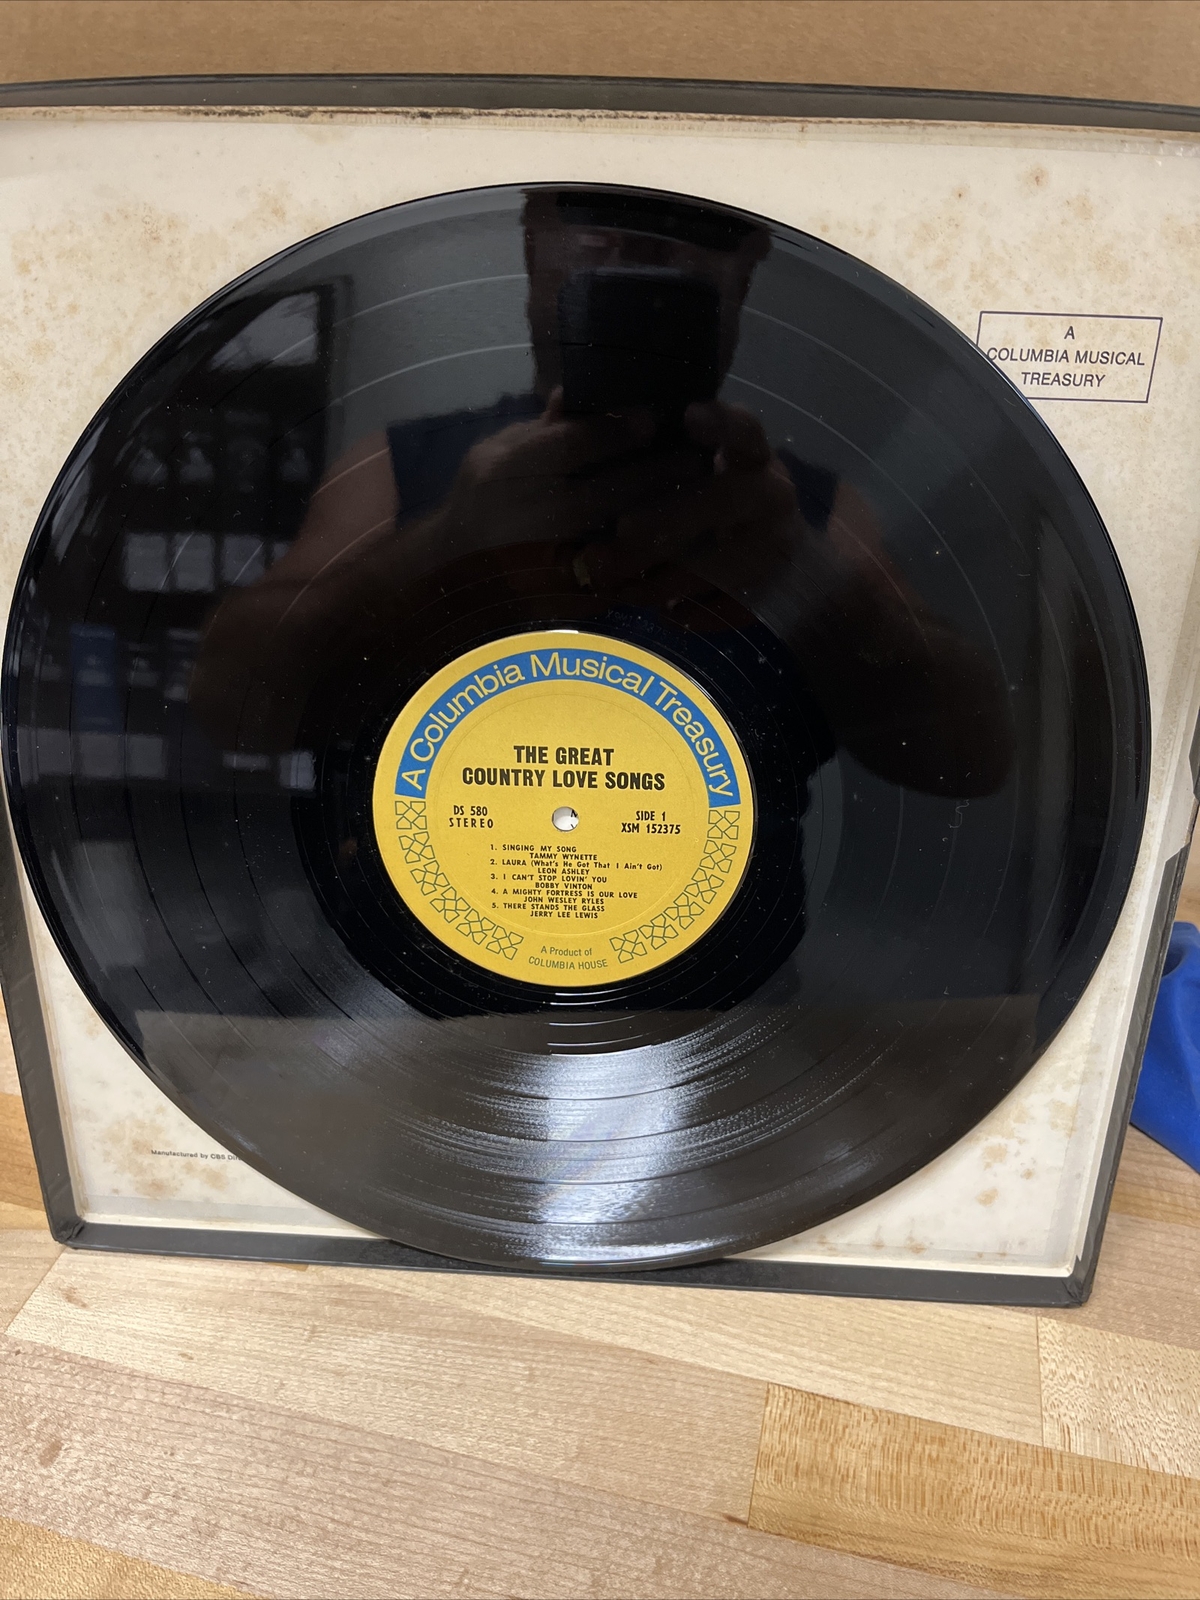 A
COLUMBIA MUSICAL
TREASURY
A Columbia Musical Treasury
THE GREAT
COUNTRY LOVE SONGS
DS 580
STEREO
SIDE 1
XSM 152375
1. SINGING MY SONG
TAMMY WYNETTE
2. LAURA (What's He Got That I Ain't Got)
LEON ASHLEY
3. I CAN'T STOP LOVIN' YOU
BOBBY VINTON
4. A MIGHTY FORTRESS IS OUR LOVE
JOHN WESLEY RYLES
5. THERE STANDS THE GLASS
JERRY LEE LEWIS
A Product of
COLUMBIA HOUSE
Manufactured by CBS